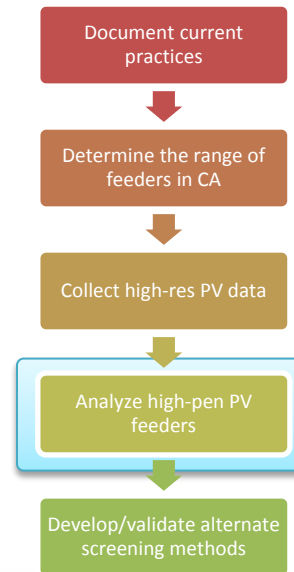 Document current
practices
Determine the range of
feeders in CA
Collect high-res PV data
Analyze high-pen PV
feeders
Develop/validate alternate
screening methods